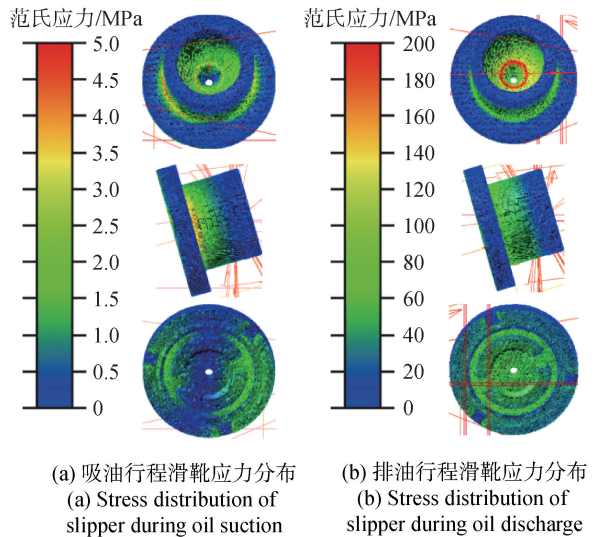 范氏应力/MPa
5.0
4.5
4.0
3.5
3.0
2.5
2.0
1.5
1.0
0.5
0
范氏应力/MPa
200
180
160
140
120
100
80
60
40
20
0
(a) 吸油行程滑靴应力分布
(a) Stress distribution of
slipper during oil suction
(b) 排油行程滑靴应力分布
(b) Stress distribution of
slipper during oil discharge